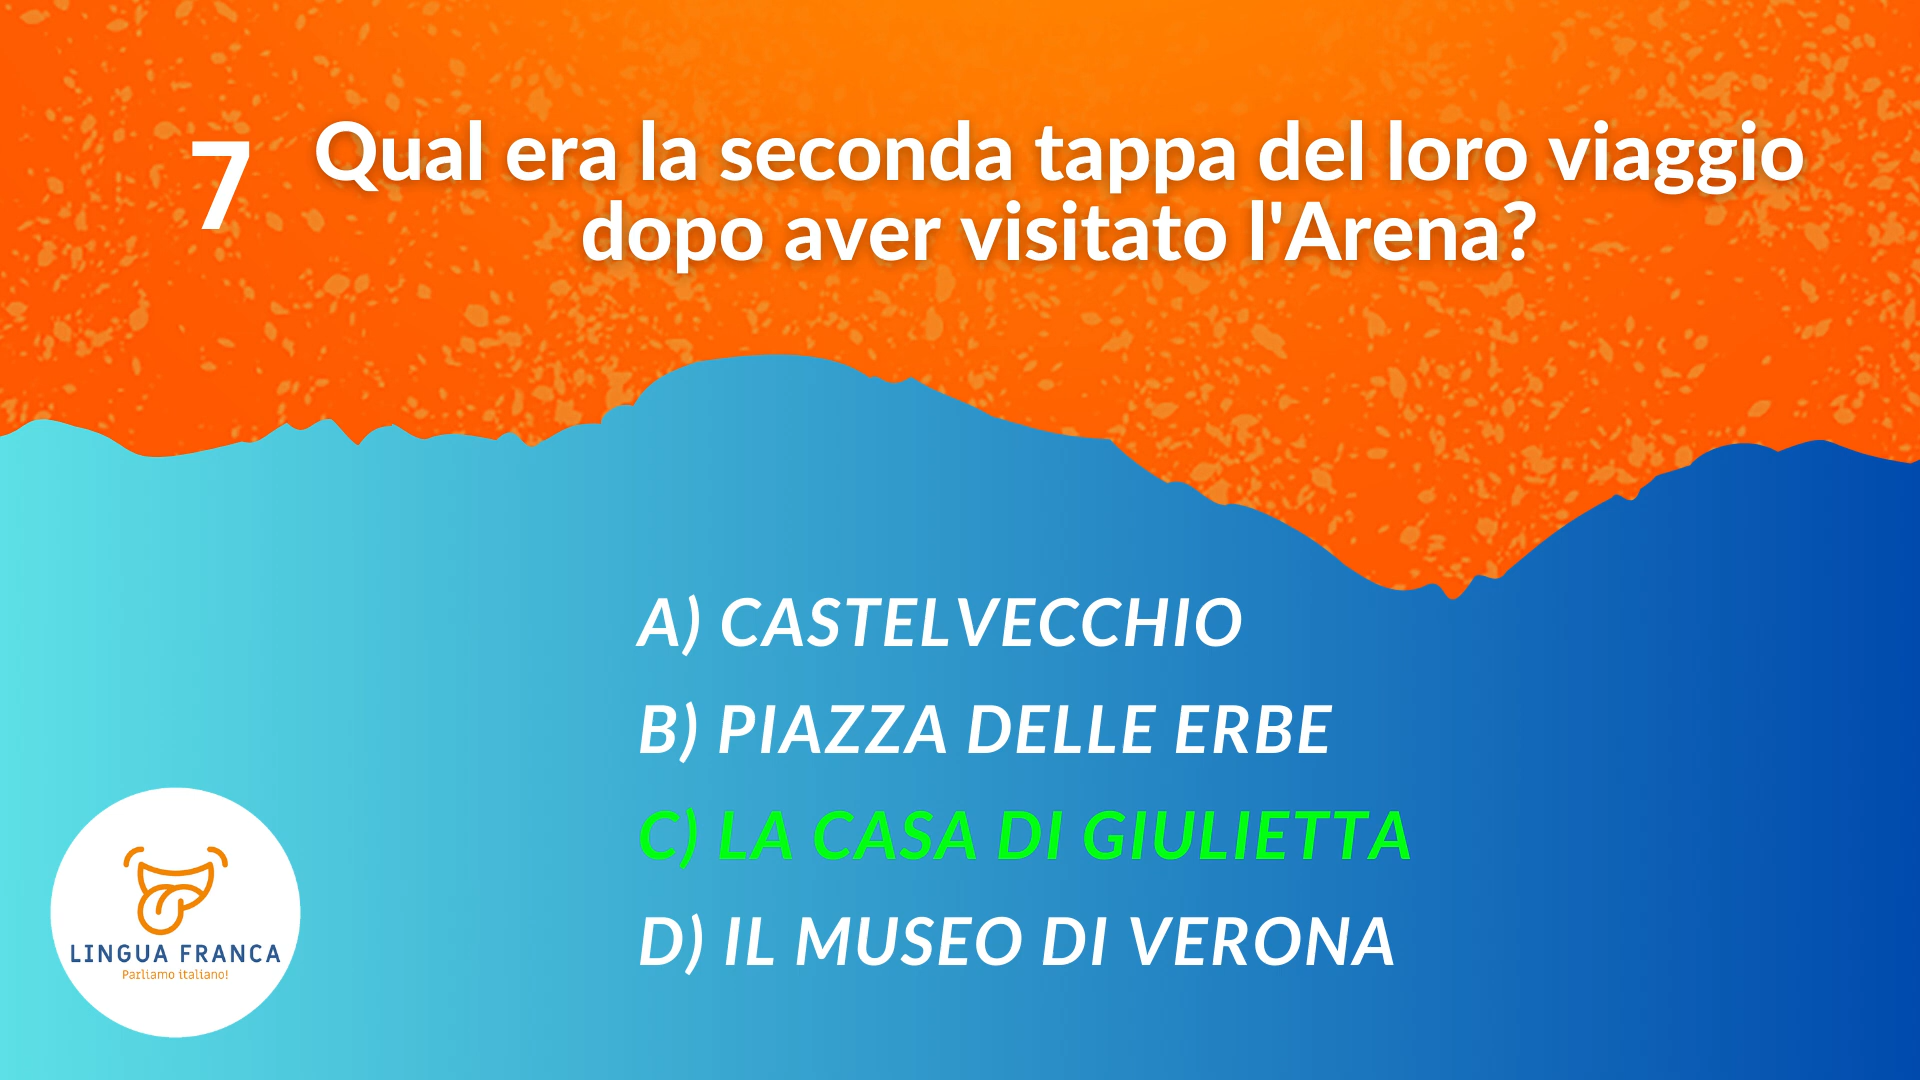 7
Qual era la seconda tappa del loro viaggio
dopo aver visitato l'Arena?
A) CASTELVECCHIO
B) PIAZZA DELLE ERBE
C) LA CASA DI GIULIETTA
D) IL MUSEO DI VERONA
LINGUA FRANCA
Parliamo italiano!